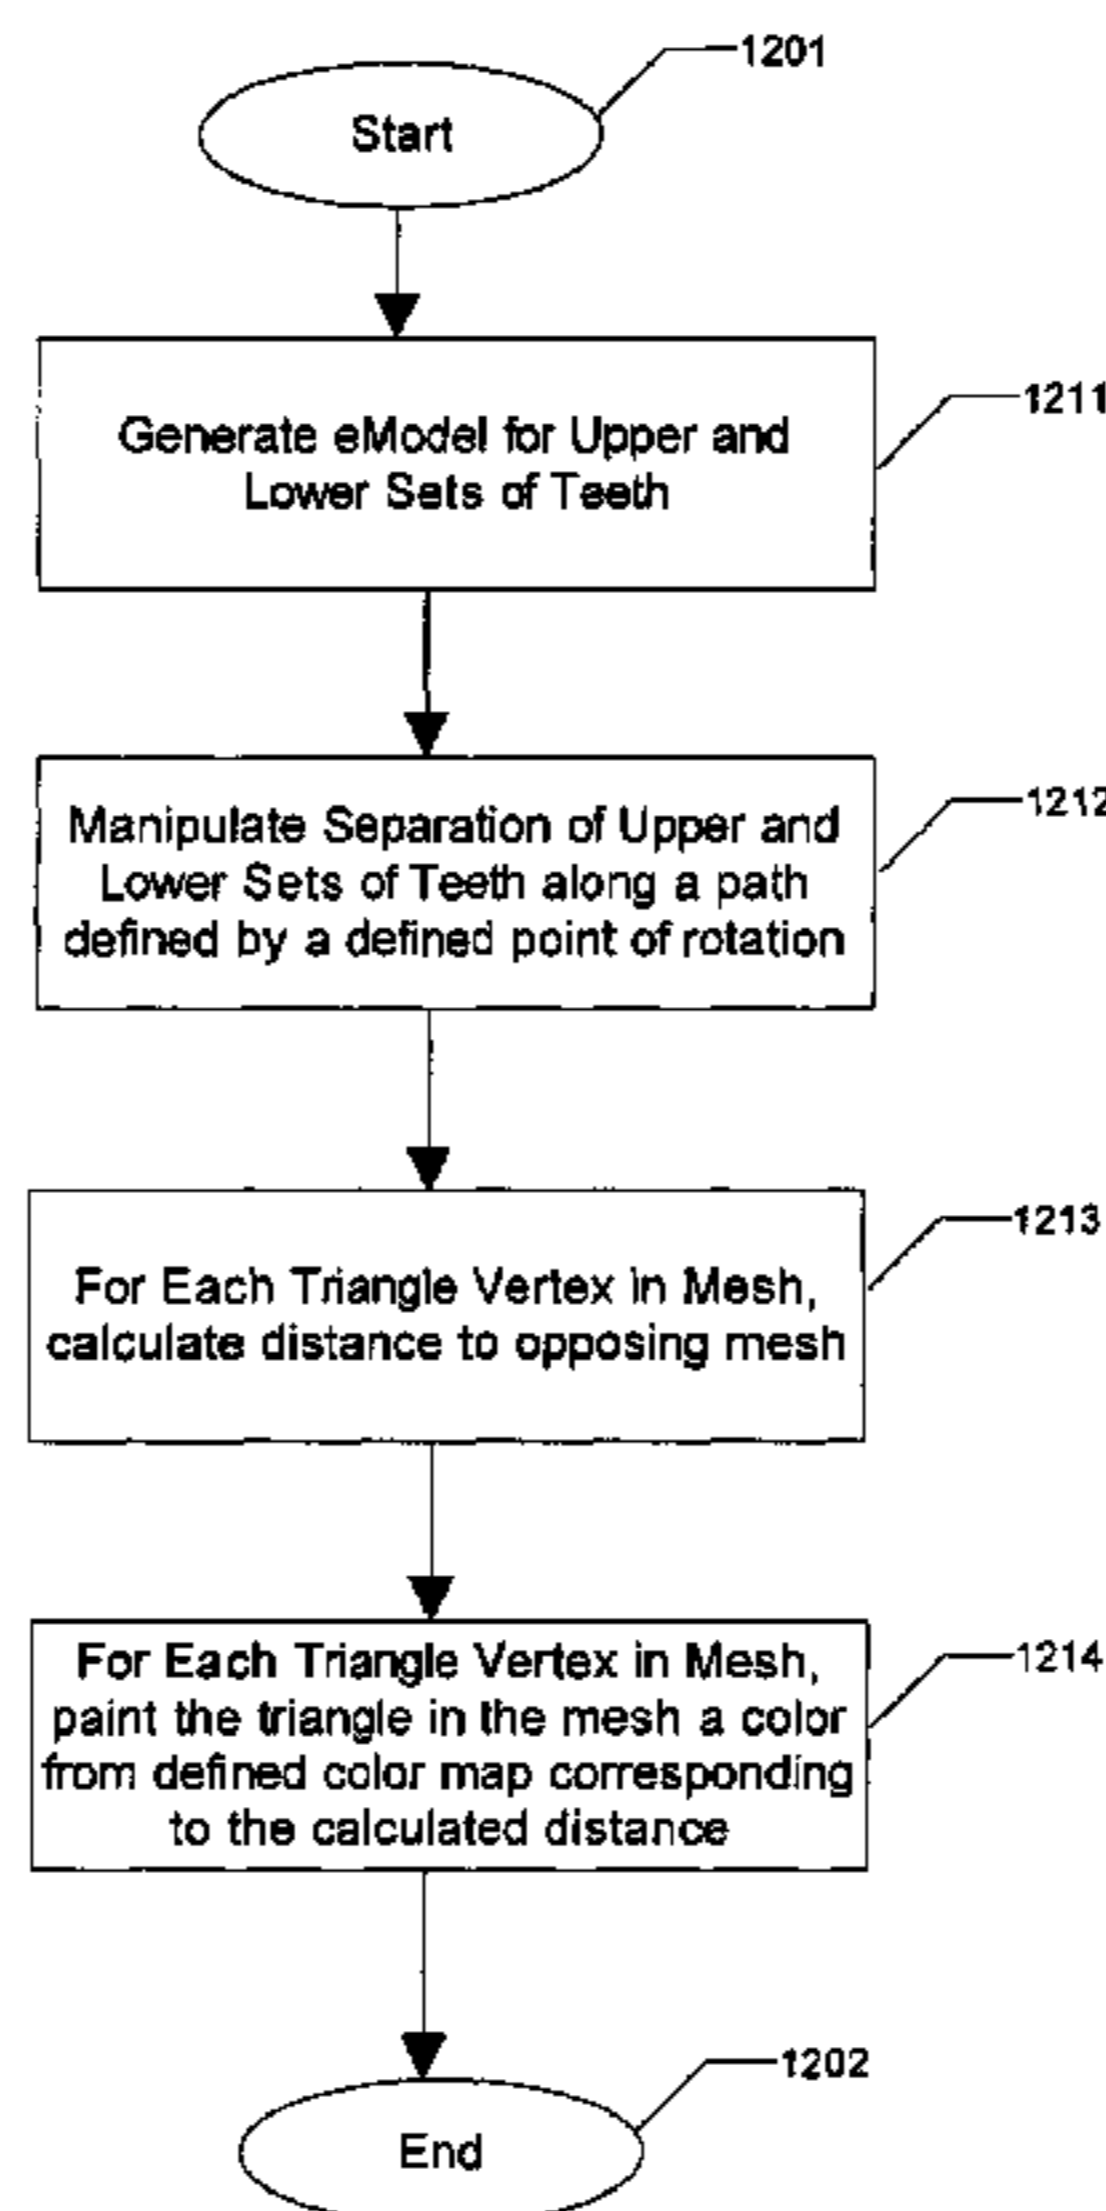 1201
Start
1211
Generate eModel for Upper and
Lower Sets of Teeth
1212
Manipulate Separation of Upper and
Lower Sets of Teeth along a path
defined by a defined point of rotation
1213
For Each Triangle Vertex in Mesh,
calculate distance to opposing mesh
1214
For Each Triangle Vertex in Mesh,
paint the triangle in the mesh a color
from defined color map corresponding
to the calculated distance
1202
End